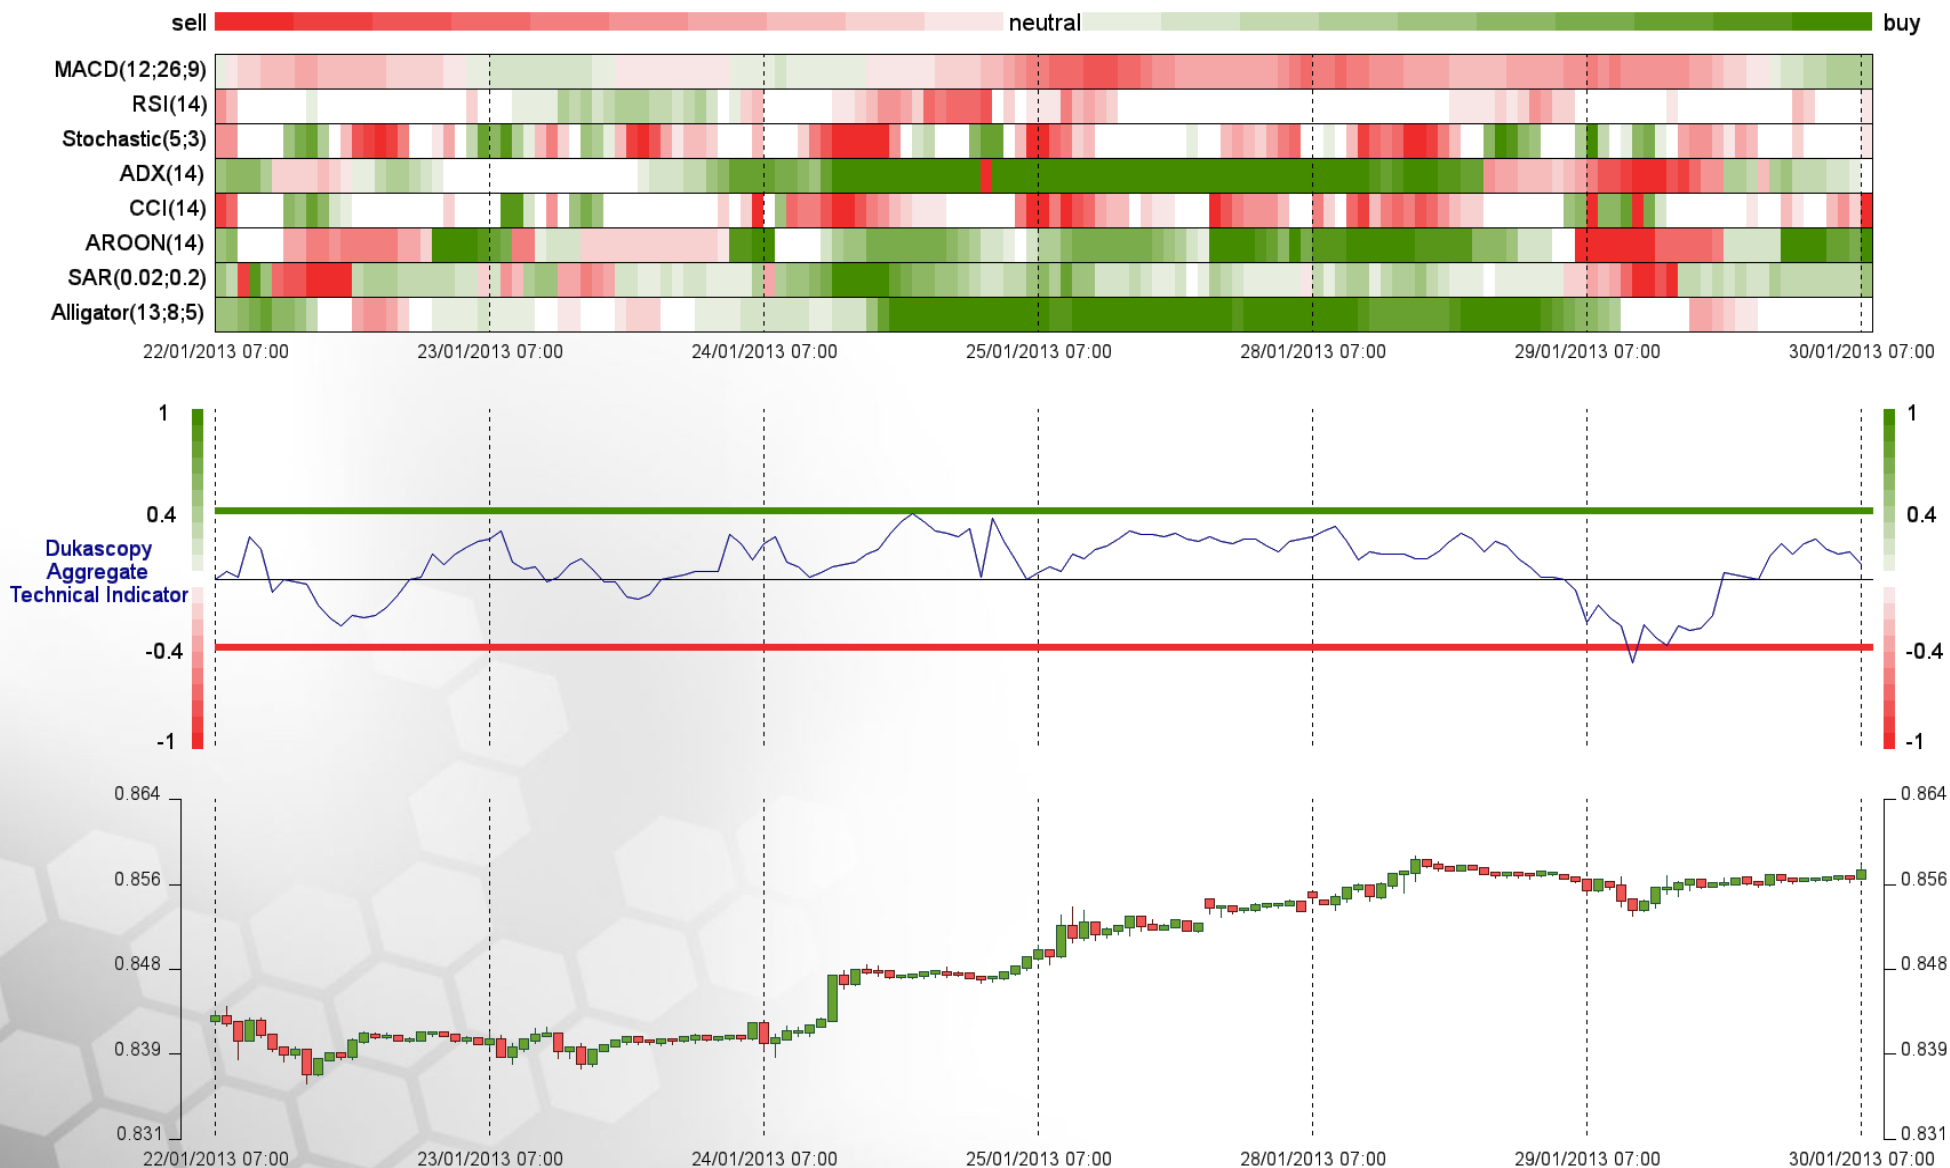 sell neutral buy
MACD(12;26;9)
RSI(14)
Stochastic(5;3)
ADX(14)
CCI(14)
AROON(14)
SAR(0.02;0.2)
Alligator(13;8;5)
22/01/2013 07:00 23/01/2013 07:00 24/01/2013 07:00 25/01/2013 07:00 28/01/2013 07:00 29/01/2013 07:00 30/01/2013 07:00
1 1
0.4 0.4
Dukascopy
Aggregate
Technical Indicator
-0.4 -0.4
-1 -1
0.864 0.864
0.856 0.856
0.848 0.848
0.839 0.839
0.831 0.831
22/01/2013 07:00 23/01/2013 07:00 24/01/2013 07:00 25/01/2013 07:00 28/01/2013 07:00 29/01/2013 07:00 30/01/2013 07:00